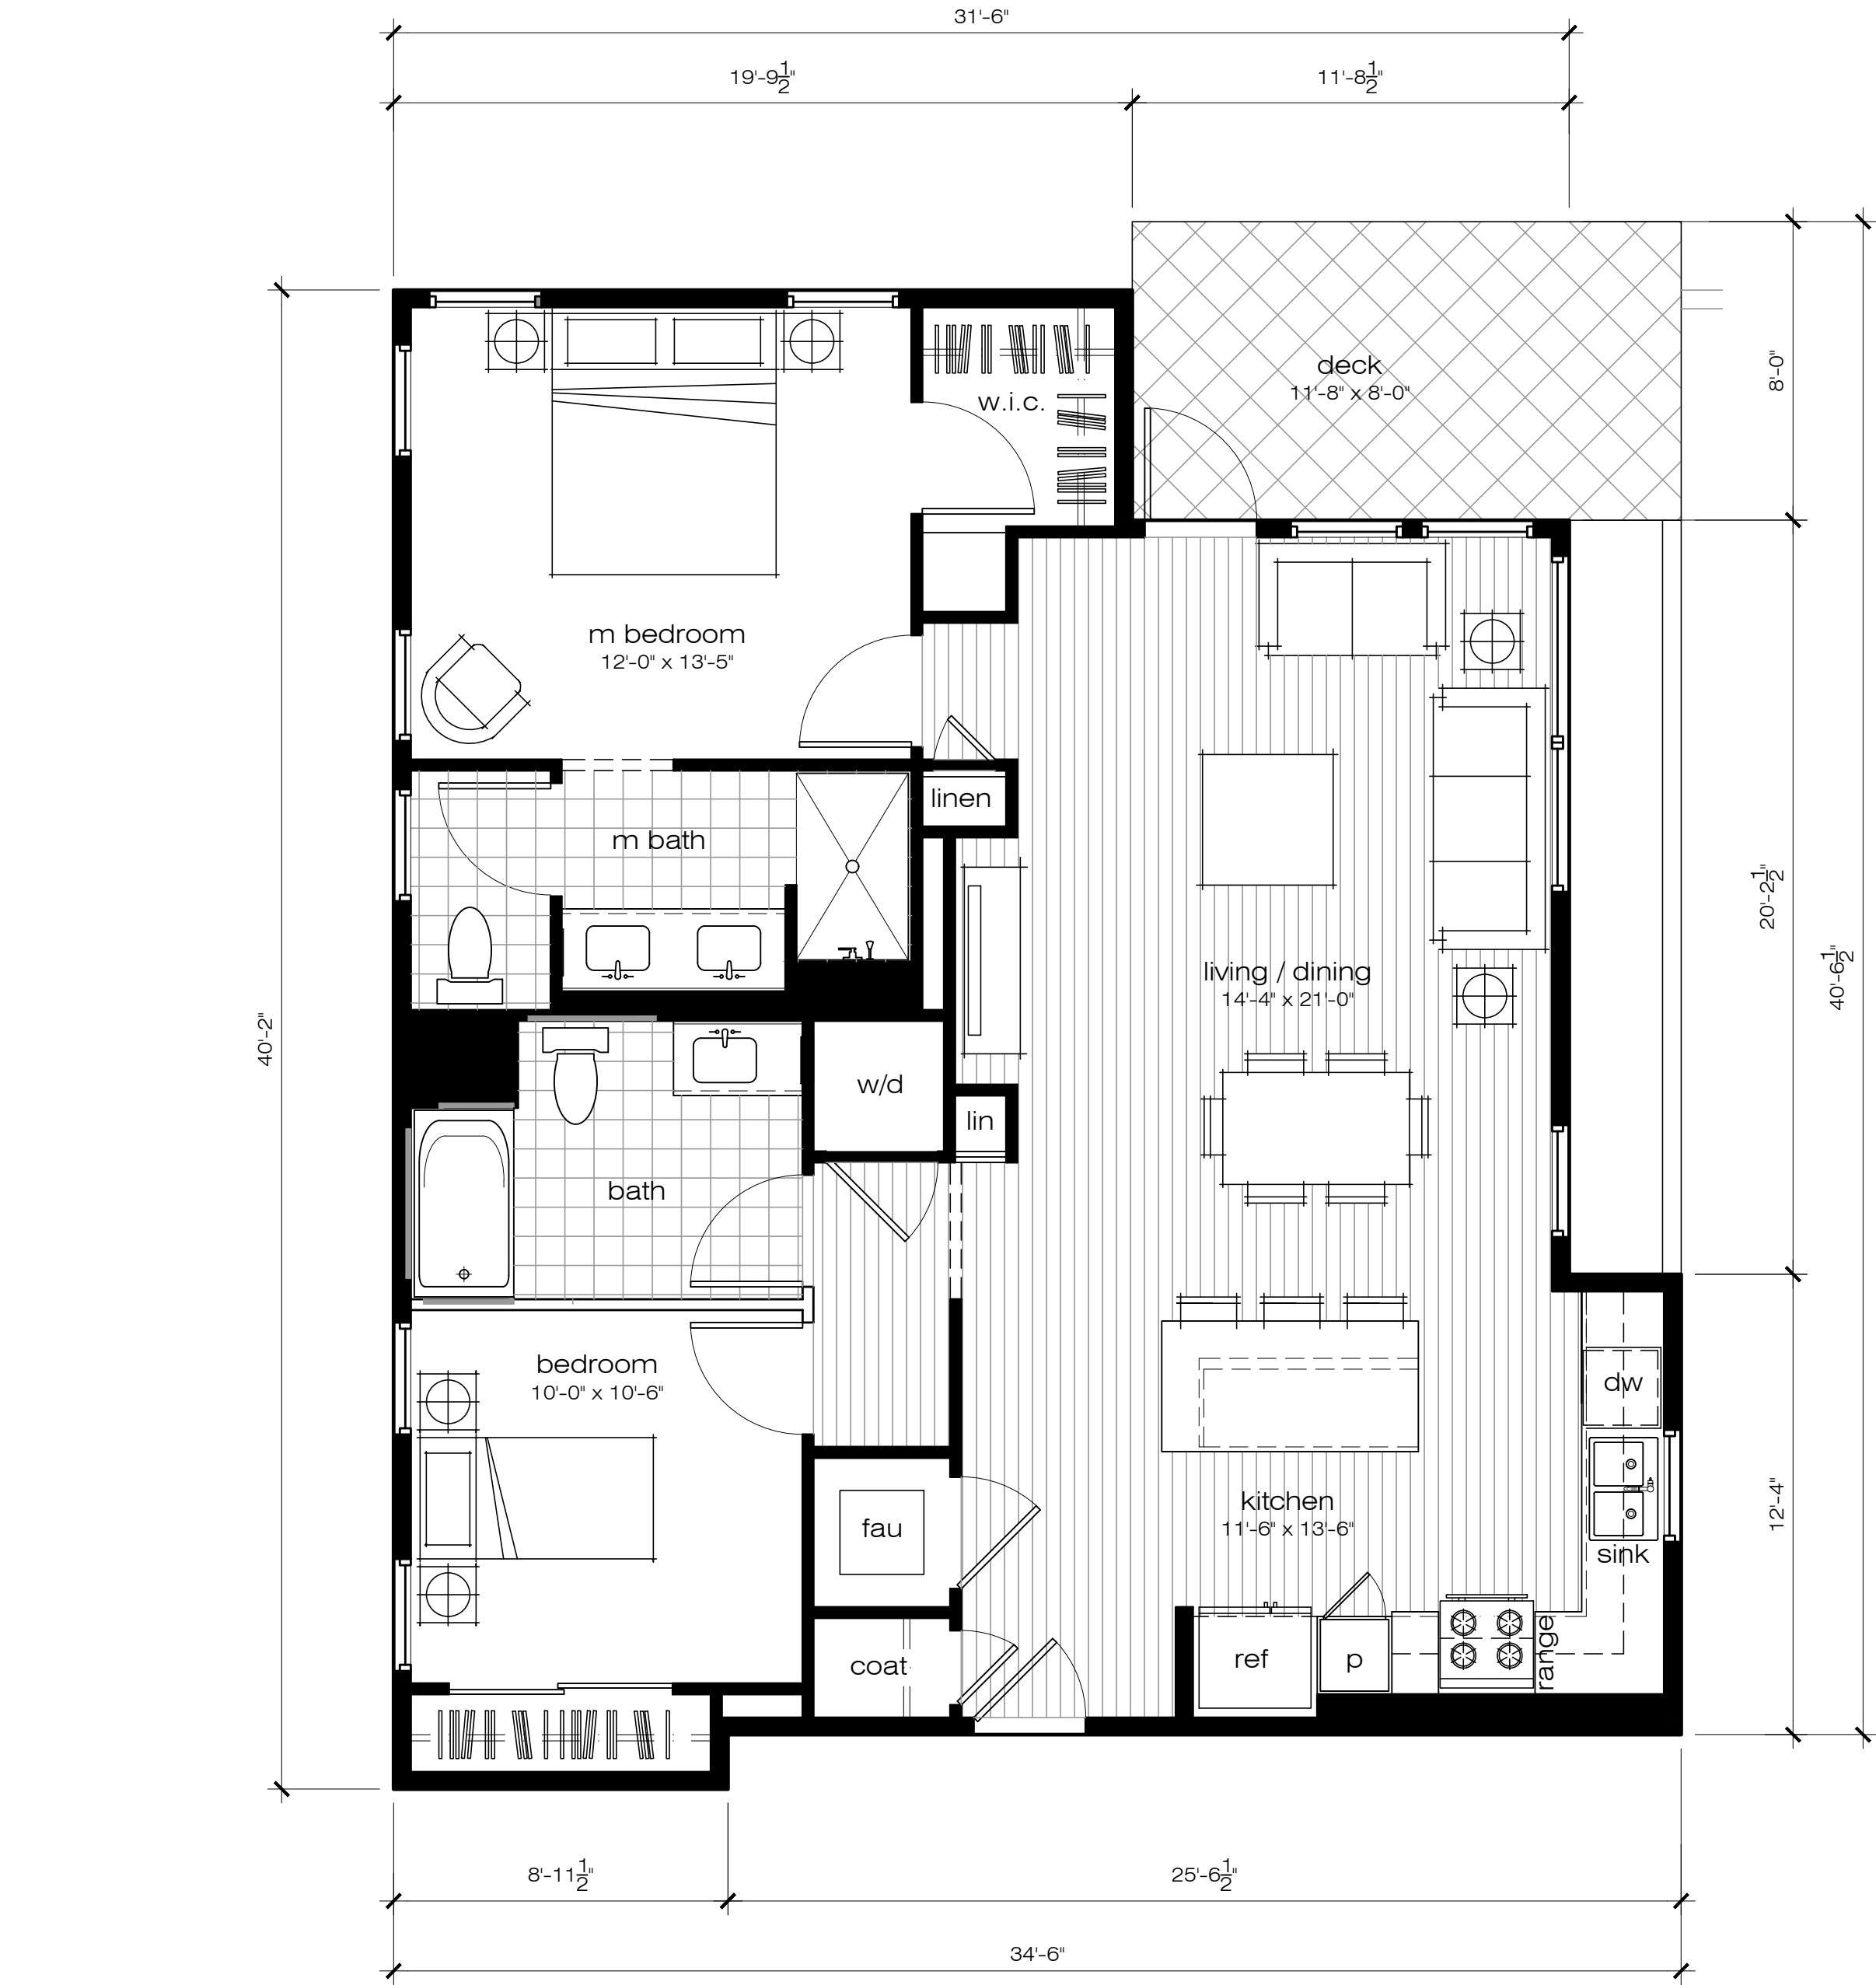 31'-6"
19'-9 1/2"
11'-8 1/2"
deck
11'-8" x 8'-0"
8'-0"
w.i.c.
m bedroom
12'-0" x 13'-5"
linen
m bath
20'-2 1/2"
living / dining
14'-4" x 21'-0"
40'-6 1/2"
40'-2"
w/d
lin
bath
bedroom
10'-0" x 10'-6"
dw
kitchen
11'-6" x 13'-6"
12'-4"
fau
sink
coat
ref
p
range
8'-11 1/2"
25'-6 1/2"
34'-6"